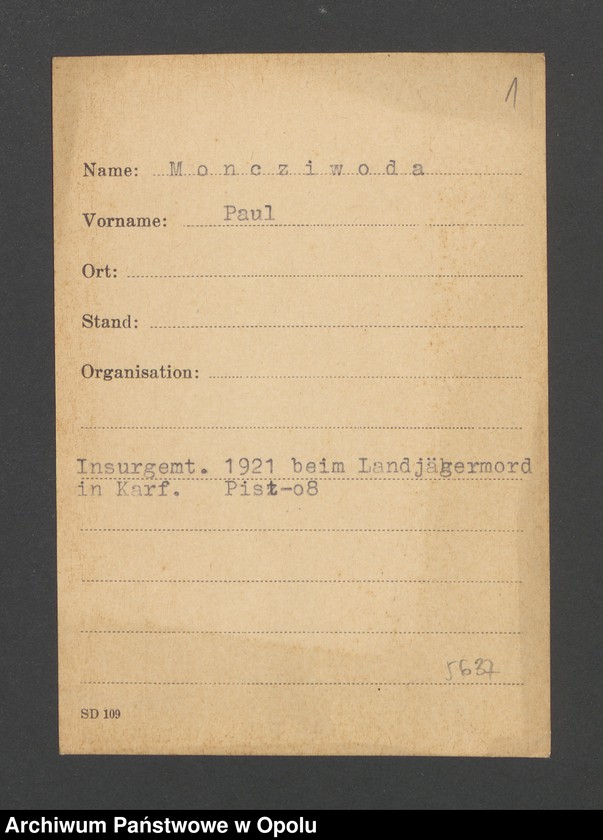 1
Name: Moncziwoda
Vorname: Paul
Ort:
Stand:
Organisation:
Insurgemt. 1921 beim Landjägermord
in Karf. Pist-o8
5637
SD 109
Archiwum Państwowe w Opolu